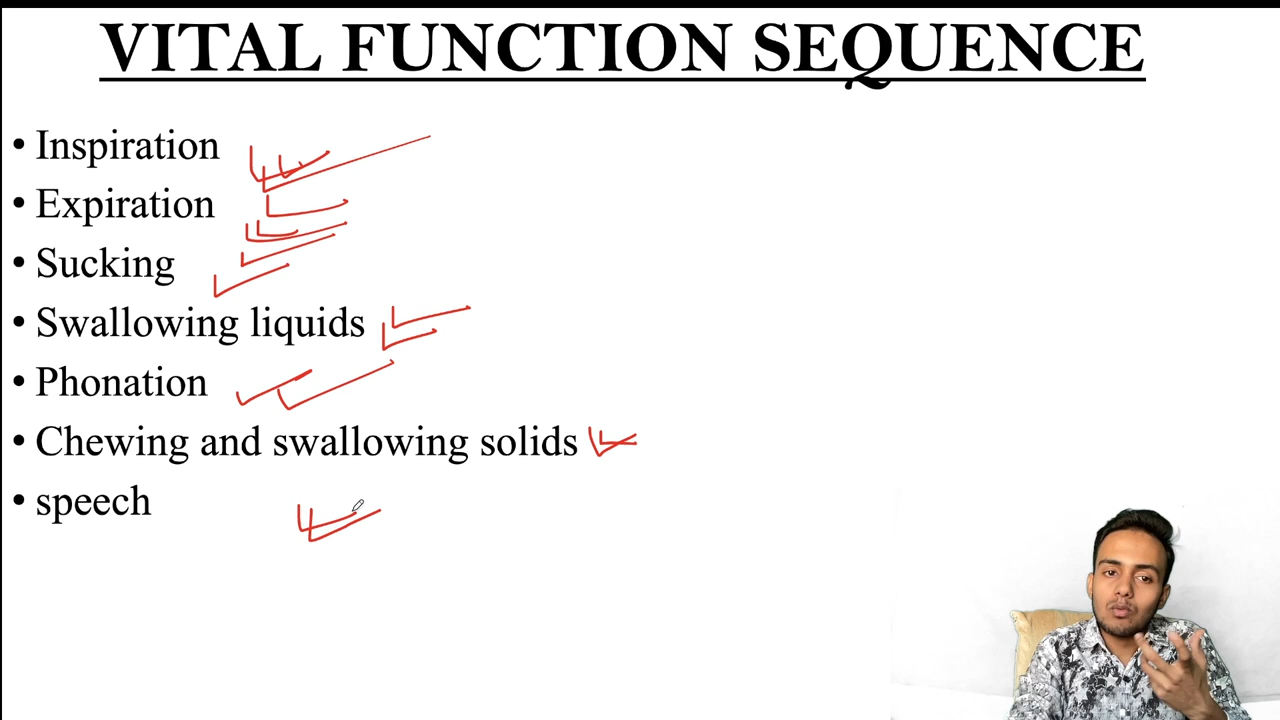 VITAL FUNCTION SEQUENCE
• Inspiration
• Expiration
• Sucking
• Swallowing liquids
• Phonation
• Chewing and swallowing solids
• speech